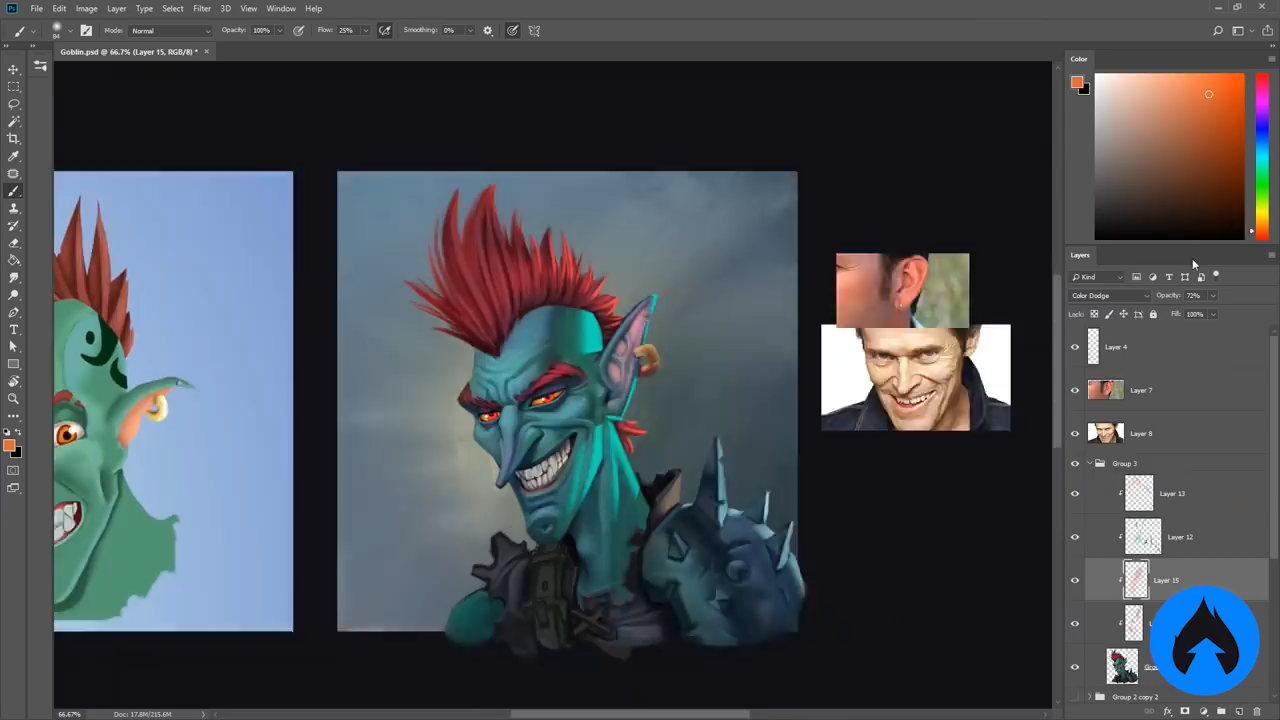 Ps File Edit Image Layer Type Select Filter 3D View Window Help
84 Mode: Normal Opacity: 100% Flow: 25% Smoothing: 0%
Goblin.psd @ 66.7% (Layer 15, RGB/8) * ×
Color
Layers
Kind
Color Dodge Opacity: 72%
Lock: Fill: 100%
Layer 4
Layer 7
Layer 8
Group 3
Layer 13
Layer 12
Layer 15
Group 2 copy 2
66.67% Doc: 17.8M/215.6M